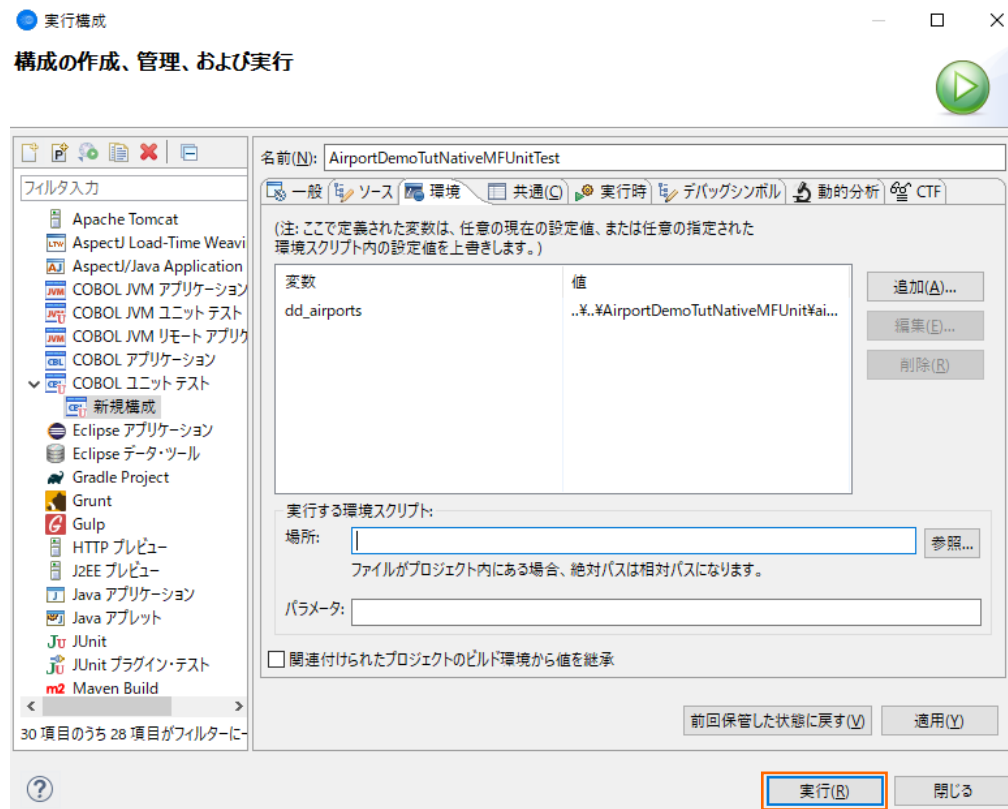 実行構成
構成の作成、管理、および実行
名前(N): AirportDemoTutNativeMFUnitTest
フィルタ入力
一般 ソース 環境 共通(C) 実行時 デバッグシンボル 動的分析 CTF
Apache Tomcat
AspectJ Load-Time Weavi
AspectJ/Java Application
COBOL JVM アプリケーション
COBOL JVM ユニット テスト
COBOL JVM リモート アプリケ
COBOL アプリケーション
COBOL ユニット テスト
新規構成
Eclipse アプリケーション
Eclipse データ・ツール
Gradle Project
Grunt
Gulp
HTTP プレビュー
J2EE プレビュー
Java アプリケーション
Java アプレット
JUnit
JUnit プラグイン・テスト
Maven Build
30 項目のうち 28 項目がフィルターに一
(注: ここで定義された変数は、任意の現在の設定値、または任意の指定された
環境スクリプト内の設定値を上書きします。)
変数 値
dd_airports ..¥..¥AirportDemoTutNativeMFUnit¥ai...
追加(A)...
編集(E)...
削除(R)
実行する環境スクリプト:
場所: 参照...
ファイルがプロジェクト内にある場合、絶対パスは相対パスになります。
パラメータ:
関連付けられたプロジェクトのビルド環境から値を継承
前回保管した状態に戻す(V) 適用(Y)
実行(R) 閉じる